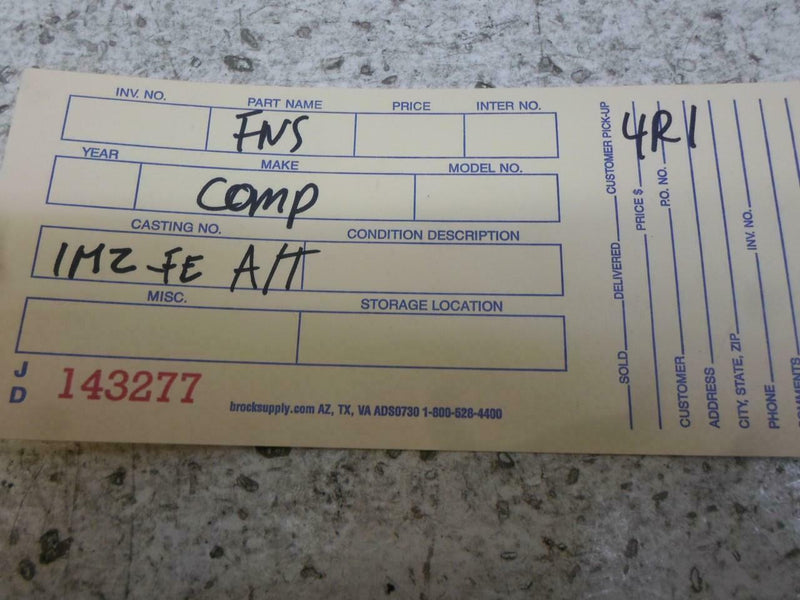 INV. NO. PART NAME PRICE INTER NO.
FNS
YEAR MAKE MODEL NO.
COMP
CASTING NO. CONDITION DESCRIPTION
1MZ-FE A/T
MISC. STORAGE LOCATION
J
D
143277
brocksupply.com AZ, TX, VA ADS0730 1-800-528-4400
SOLD DELIVERED CUSTOMER PICK-UP
PRICE $
4R1
P.O. NO.
CUSTOMER
ADDRESS
CITY, STATE, ZIP
INV. NO.
PHONE
COMMENTS